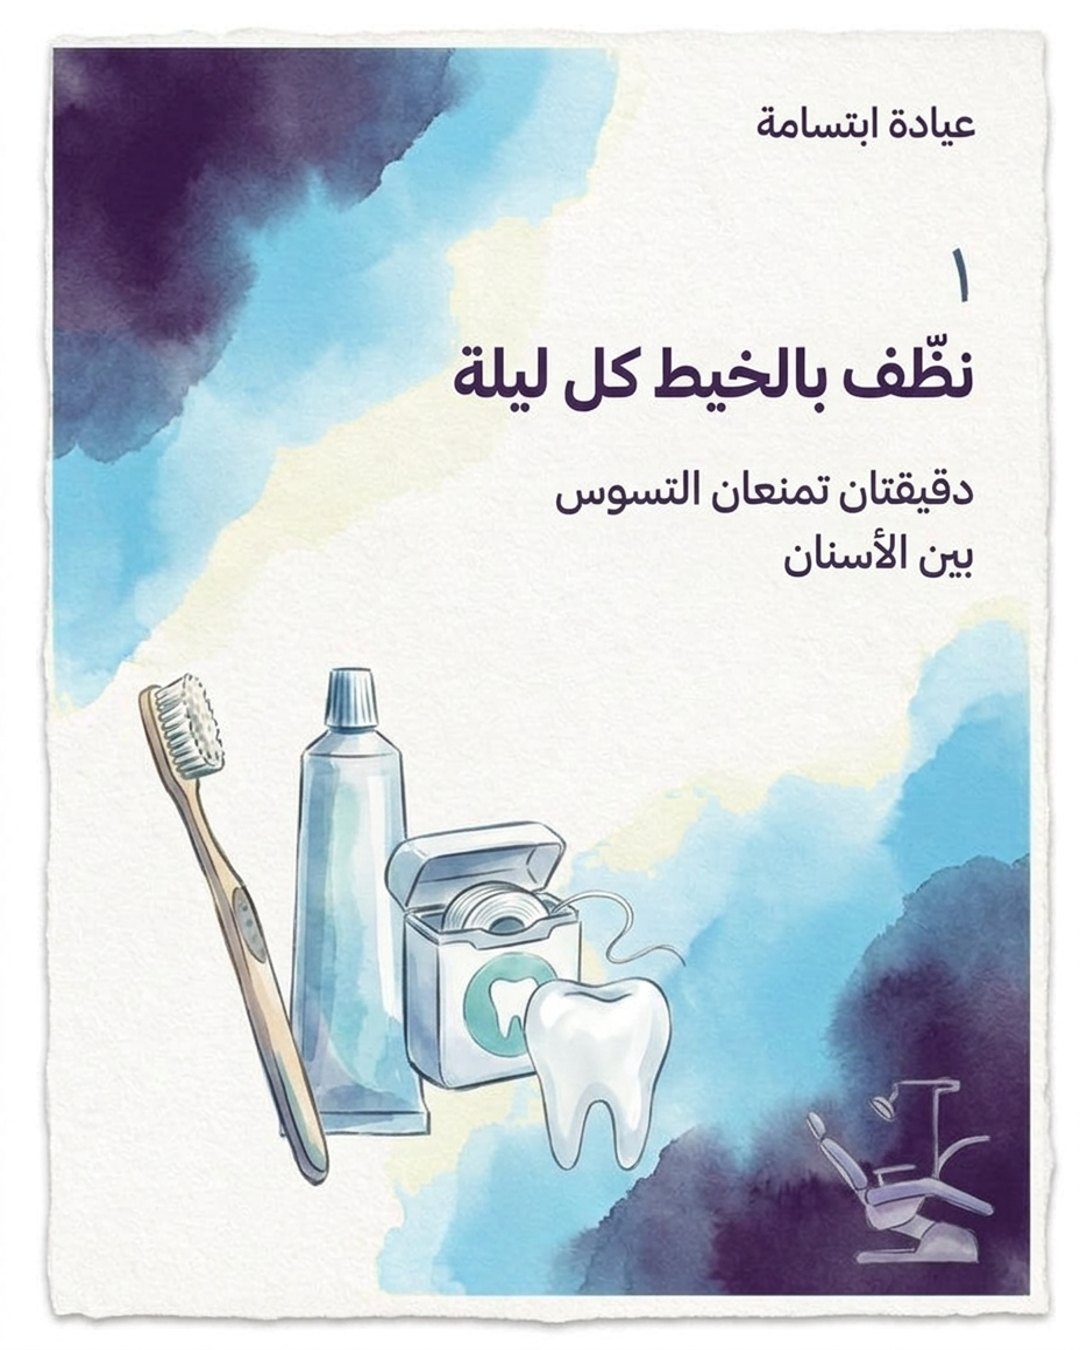 عيادة ابتسامة
١
نظّف بالخيط كل ليلة
دقيقتان تمنعان التسوس
بين الأسنان